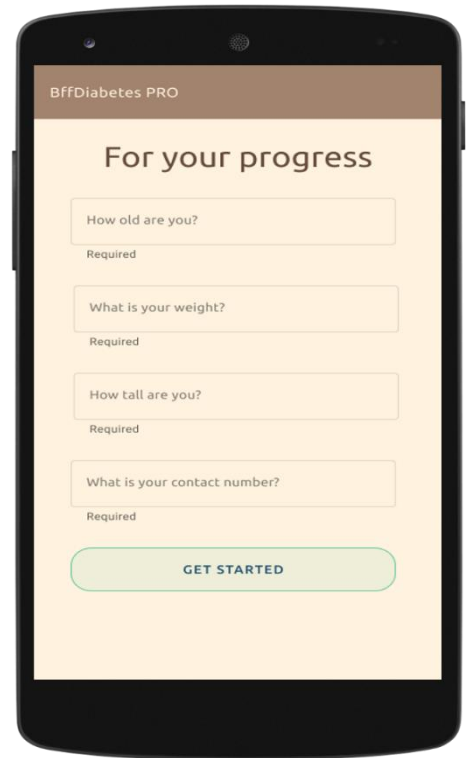 BffDiabetes PRO
For your progress
How old are you?
Required
What is your weight?
Required
How tall are you?
Required
What is your contact number?
Required
GET STARTED